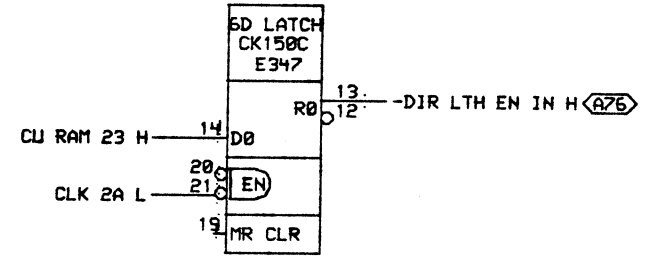 6D LATCH
CK150C
E347
13
R0
-DIR LTH EN IN H
A76
12
CW RAM 23 H
14
D0
20
21
EN
CLK 2A L
19
MR CLR